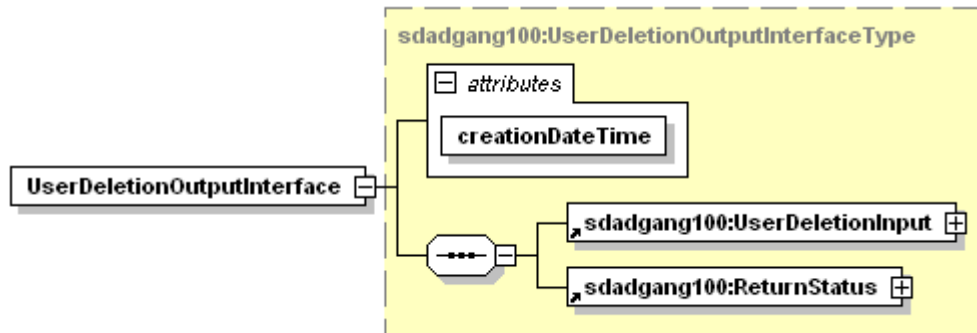 sdadgang100:UserDeletionOutputInterfaceType
attributes
creationDateTime
UserDeletionOutputInterface
sdadgang100:UserDeletionInput
sdadgang100:ReturnStatus